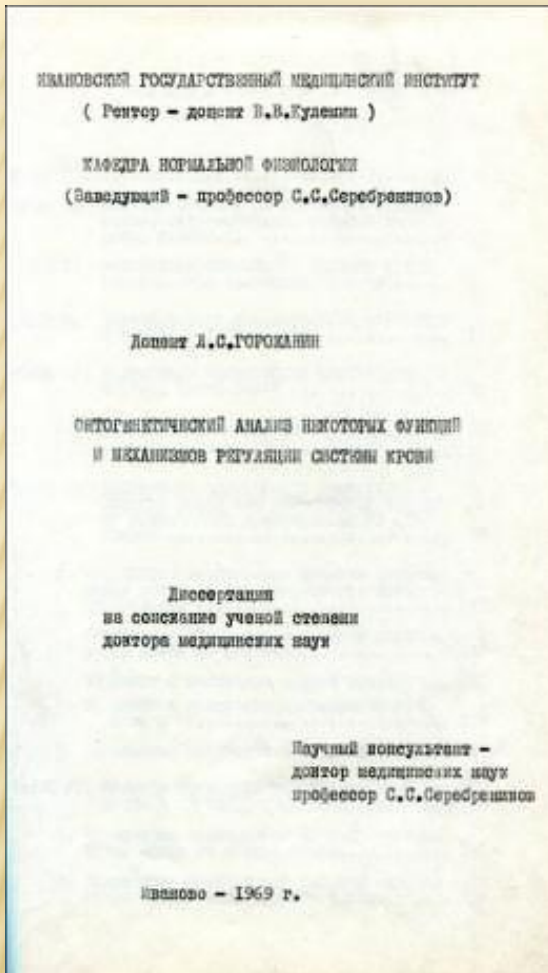 ИВАНОВСКИЙ ГОСУДАРСТВЕННЫЙ МЕДИЦИНСКИЙ ИНСТИТУТ
( Ректор – доцент В.В.Кулемин )
КАФЕДРА НОРМАЛЬНОЙ ФИЗИОЛОГИИ
(Заведующий – профессор С.С.Серебренников)
Доцент Л.С.ГОРОЖАНИН
ОНТОГЕНЕТИЧЕСКИЙ АНАЛИЗ НЕКОТОРЫХ ФУНКЦИЙ
И МЕХАНИЗМОВ РЕГУЛЯЦИИ СИСТЕМЫ КРОВИ
Диссертация
на соискание ученой степени
доктора медицинских наук
Научный консультант –
доктор медицинских наук
профессор С.С.Серебренников
Иваново – 1969 г.